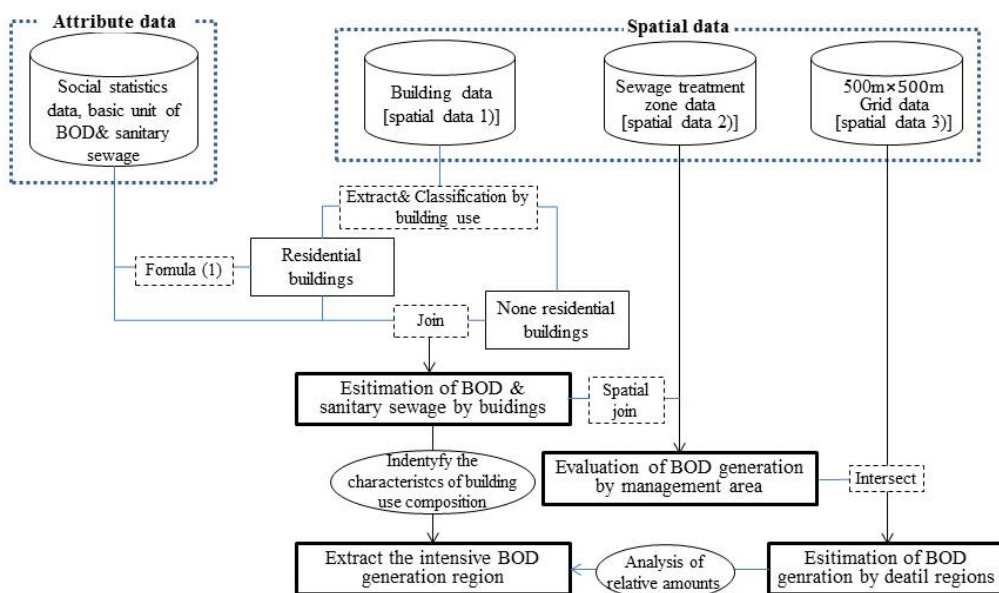 Attribute data
Spatial data
Social statistics
data, basic unit of
BOD& sanitary
sewage
Building data
[spatial data 1)]
Sewage treatment
zone data
[spatial data 2)]
500m×500m
Grid data
[spatial data 3)]
Extract& Classification by
building use
Fomula (1)
Residential
buildings
Join
None residential
buildings
Esitimation of BOD &
sanitary sewage by buidings
Spatial
join
Indentyfy the
characteristcs of building
use composition
Evaluation of BOD generation
by management area
Intersect
Extract the intensive BOD
generation region
Analysis of
relative amounts
Esitimation of BOD
genration by deatil regions